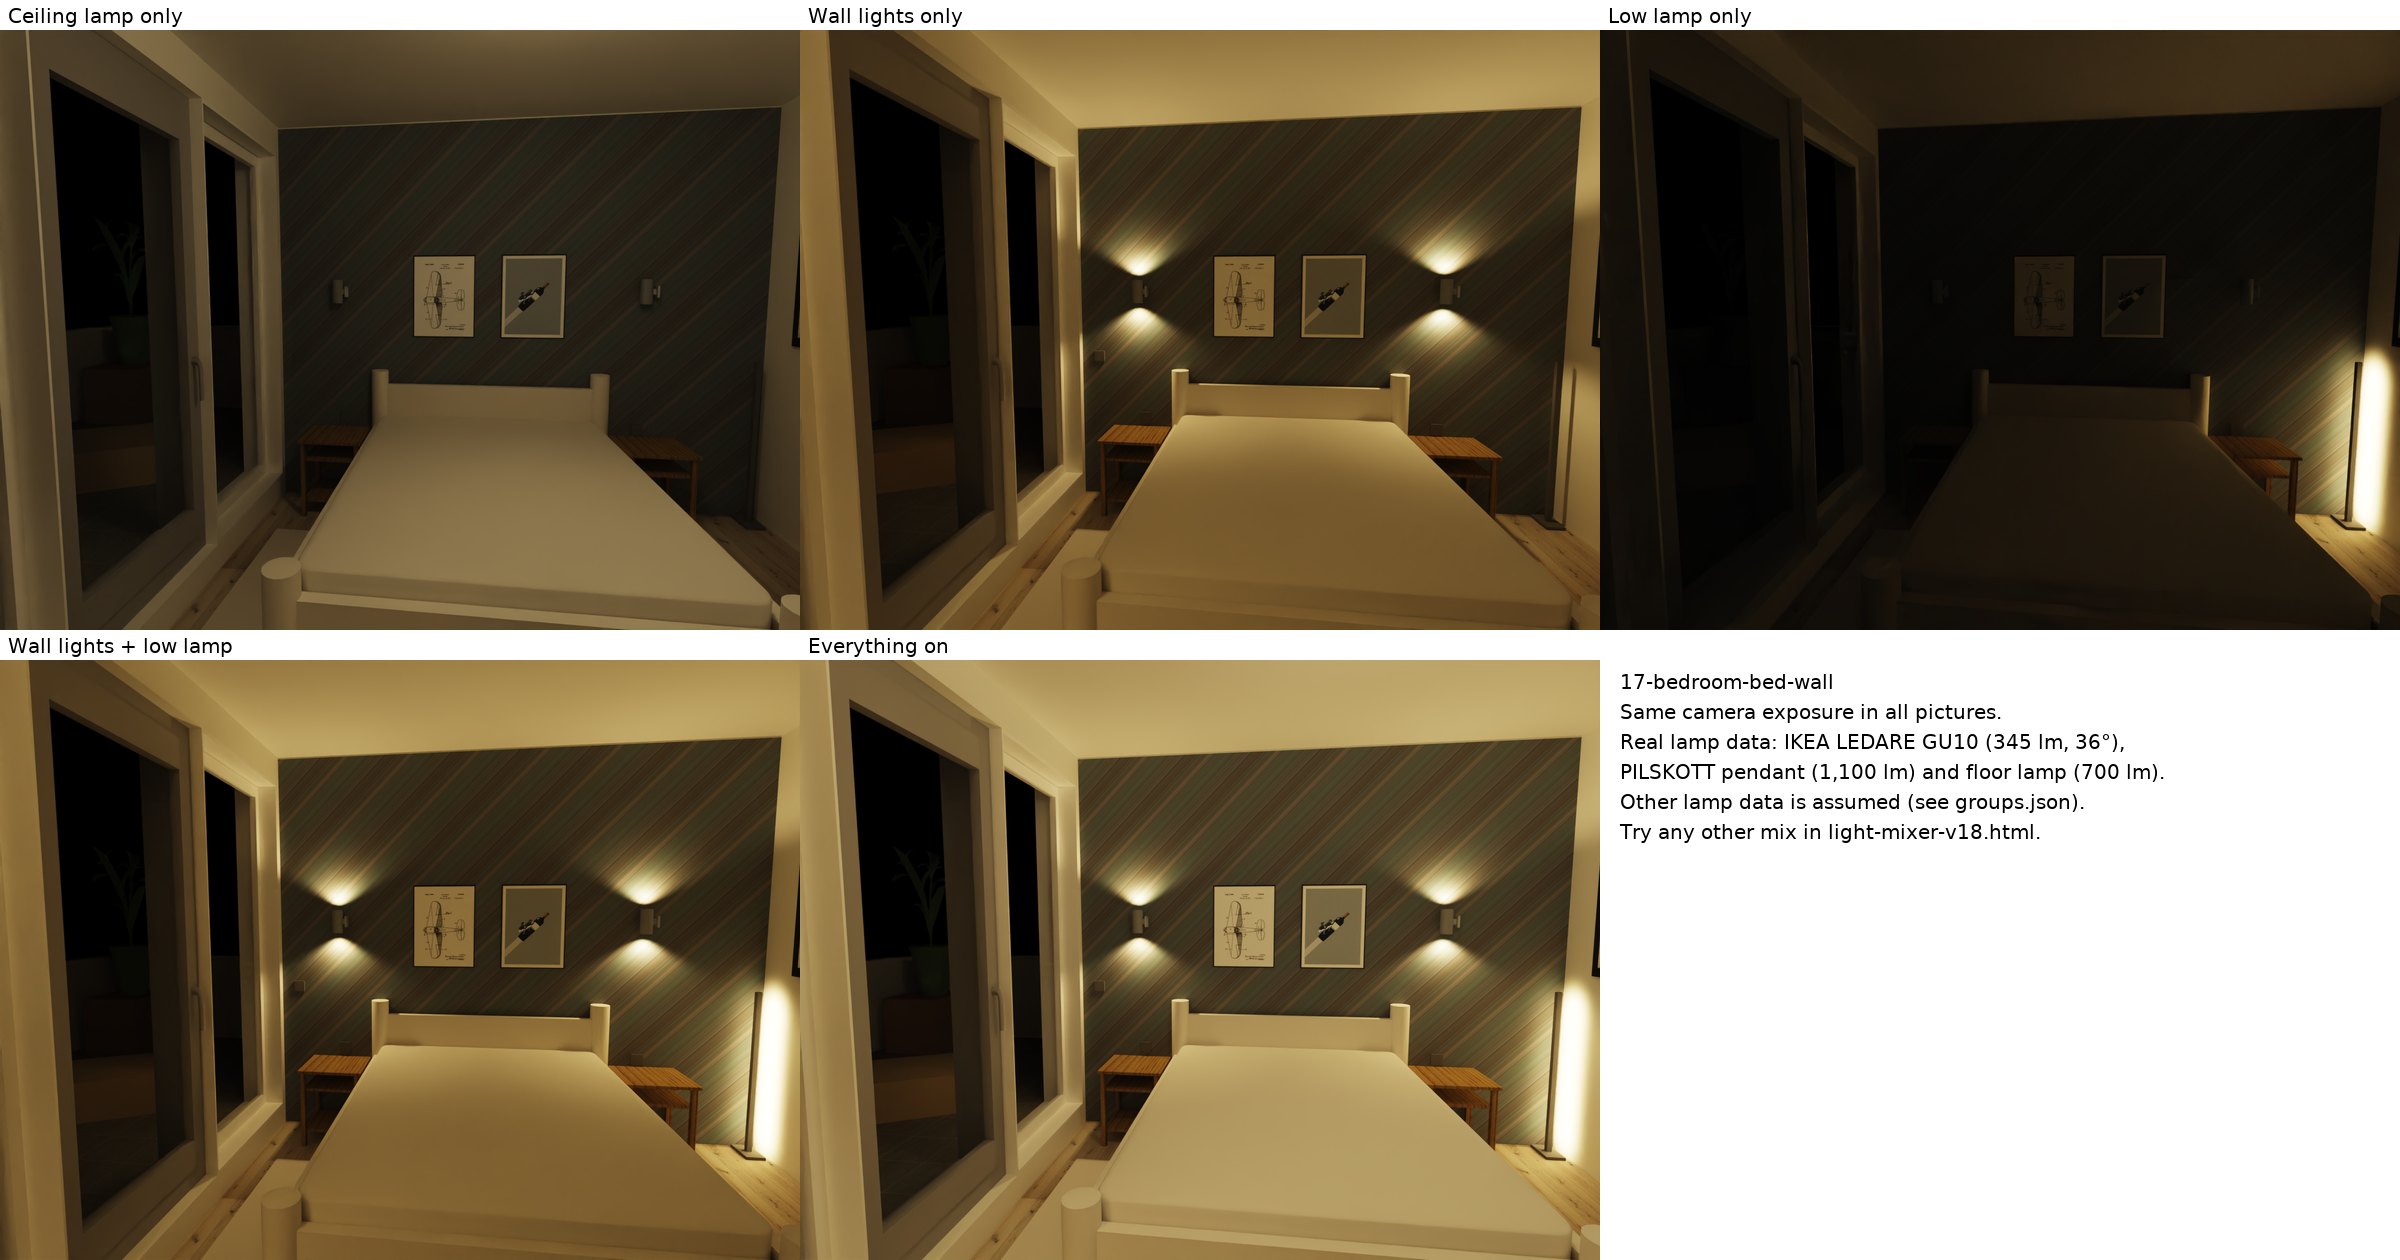 Ceiling lamp only
Wall lights only
Low lamp only
Wall lights + low lamp
Everything on
17-bedroom-bed-wall
Same camera exposure in all pictures.
Real lamp data: IKEA LEDARE GU10 (345 lm, 36°),
PILSKOTT pendant (1,100 lm) and floor lamp (700 lm).
Other lamp data is assumed (see groups.json).
Try any other mix in light-mixer-v18.html.